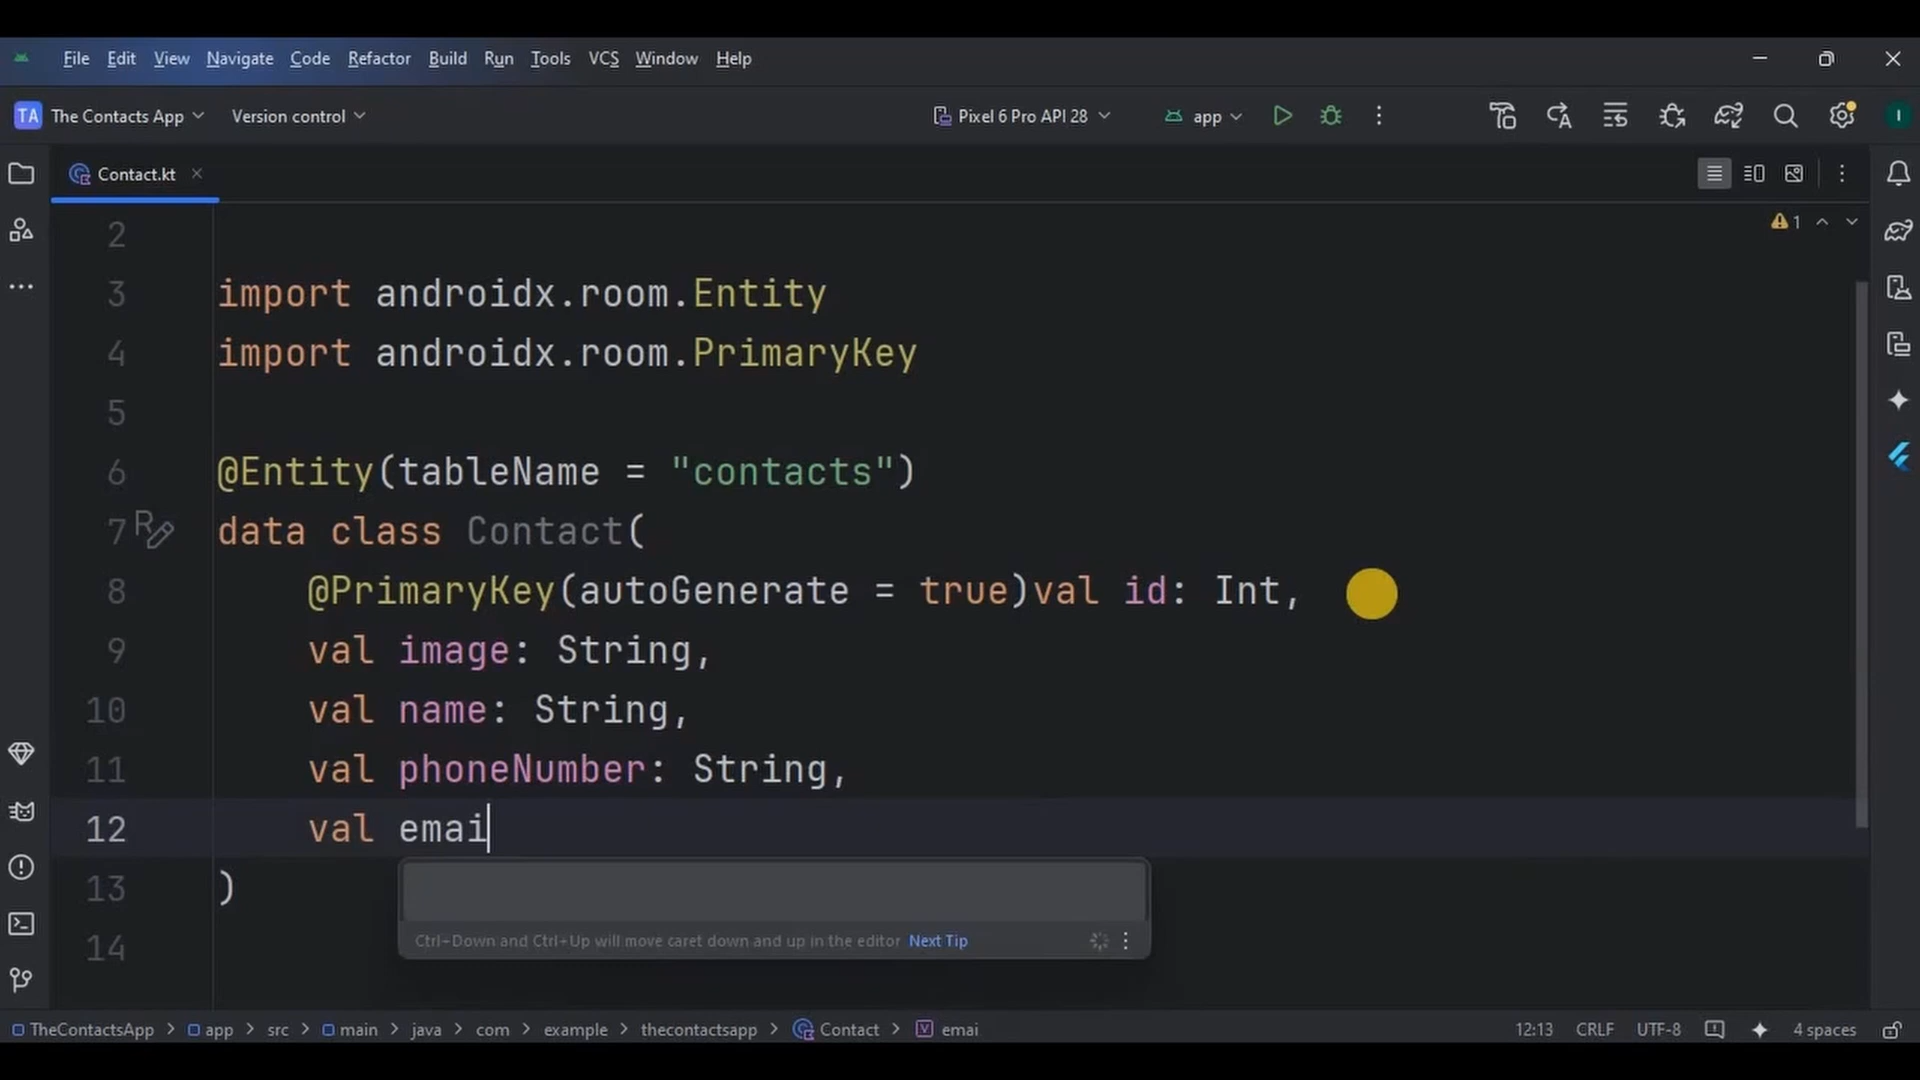 File Edit View Navigate Code Refactor Build Run Tools VCS Window Help
TA The Contacts App Version control Pixel 6 Pro API 28 app I
Contact.kt
1
2
3 import androidx.room.Entity
4 import androidx.room.PrimaryKey
5
6 @Entity(tableName = "contacts")
7 data class Contact(
8 @PrimaryKey(autoGenerate = true)val id: Int,
9 val image: String,
10 val name: String,
11 val phoneNumber: String,
12 val emai
13 )
Ctrl+Down and Ctrl+Up will move caret down and up in the editor Next Tip
14
TheContactsApp > app > src > main > java > com > example > thecontactsapp > Contact > emai 12:13 CRLF UTF-8 4 spaces